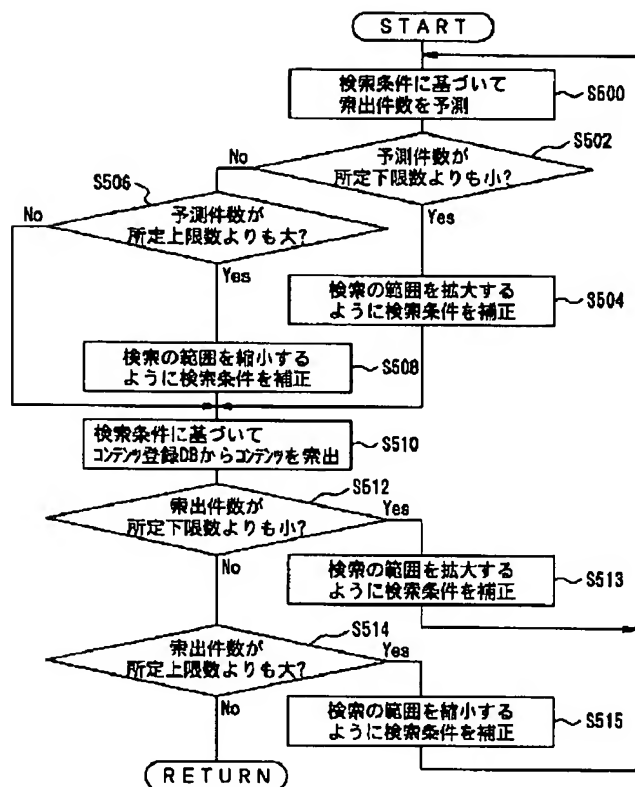 START
検索条件に基づいて
索出件数を予測
S500
S502
No
予測件数が
所定下限数よりも小?
S506
No
予測件数が
所定上限数よりも大?
Yes
Yes
検索の範囲を拡大する
ように検索条件を補正
S504
検索の範囲を縮小する
ように検索条件を補正
S508
検索条件に基づいて
コンテンツ登録DBからコンテンツを索出
S510
S512
索出件数が
所定下限数よりも小?
Yes
No
検索の範囲を拡大する
ように検索条件を補正
S513
S514
索出件数が
所定上限数よりも大?
Yes
No
検索の範囲を縮小する
ように検索条件を補正
S515
RETURN